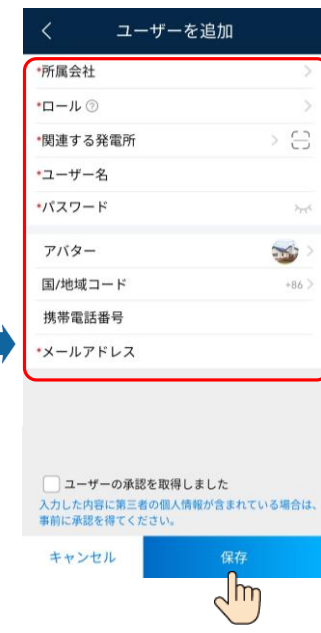 ユーザーを追加
*所属会社
*ロール ?
*関連する発電所
*ユーザー名
*パスワード
アバター
国/地域コード +86
携帯電話番号
*メールアドレス
ユーザーの承認を取得しました
入力した内容に第三者の個人情報が含まれている場合は、
事前に承認を得てください。
キャンセル 保存